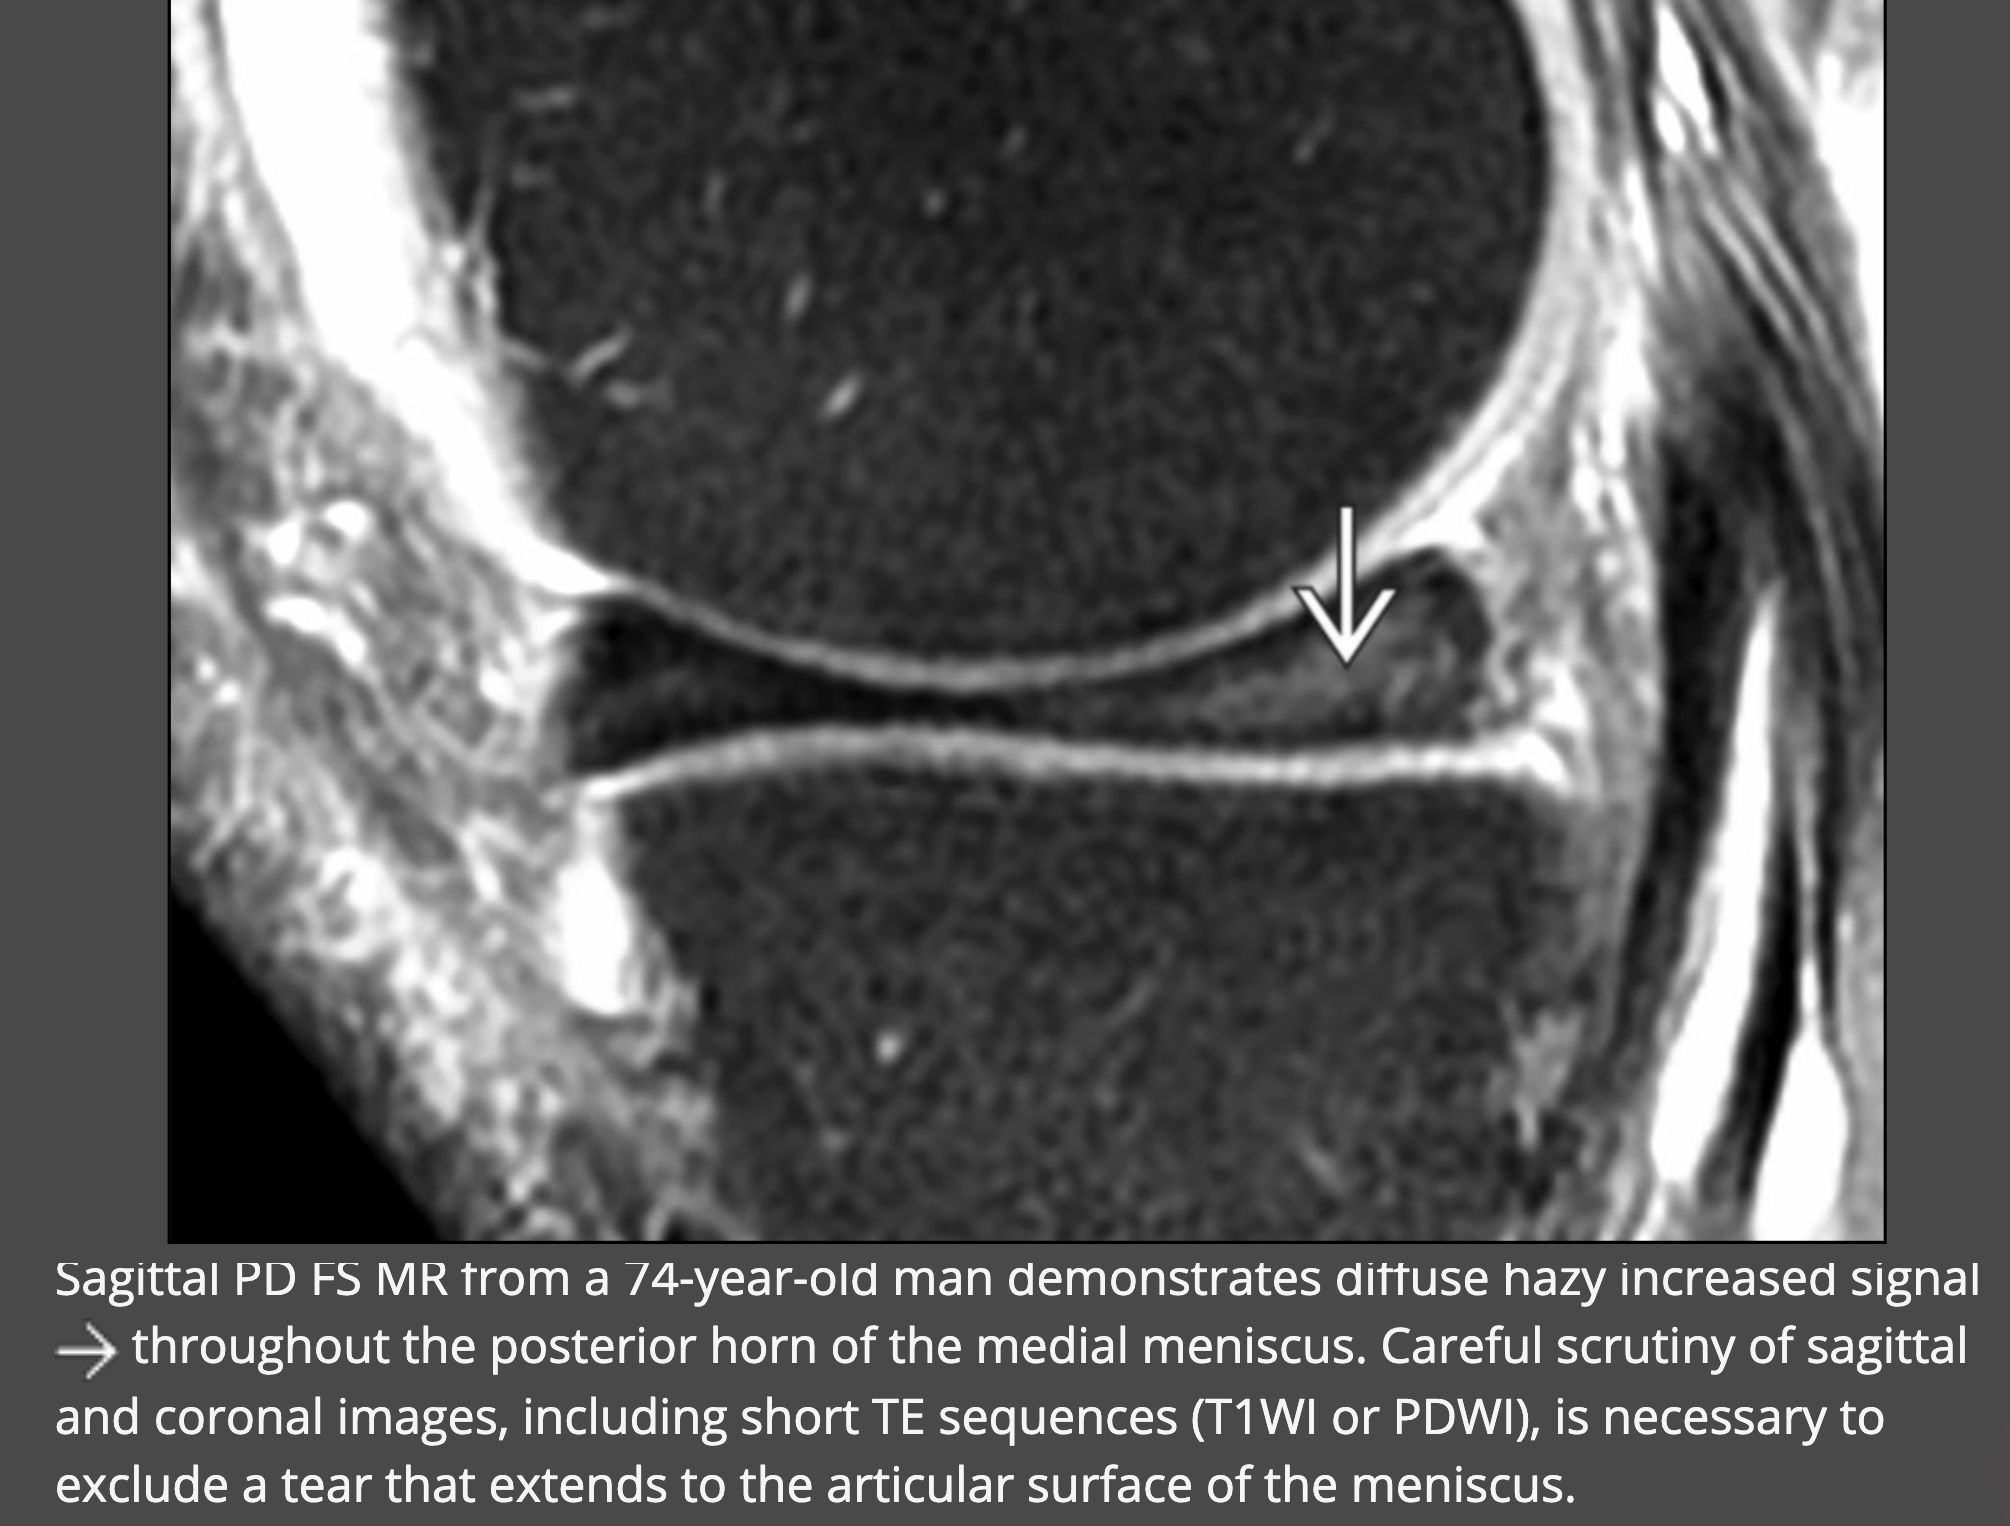 Sagittal PD FS MR from a 74-year-old man demonstrates diffuse hazy increased signal
→ throughout the posterior horn of the medial meniscus. Careful scrutiny of sagittal
and coronal images, including short TE sequences (T1WI or PDWI), is necessary to
exclude a tear that extends to the articular surface of the meniscus.